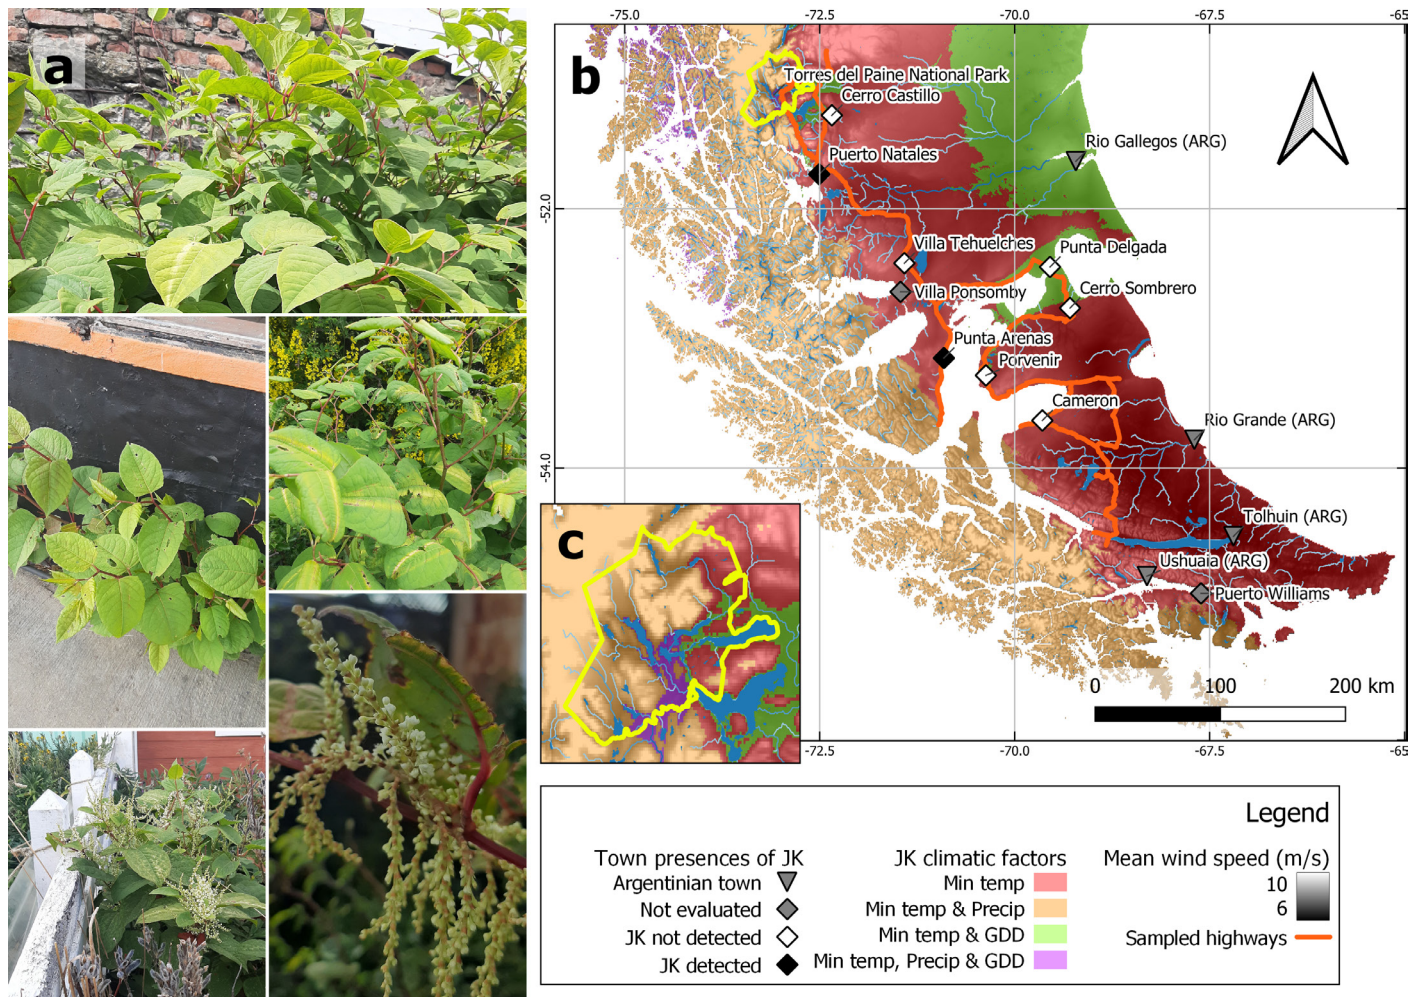 a
b
-75.0
-72.5
-70.0
-67.5
-65
Torres del Paine National Park
Cerro Castillo
Rio Gallegos (ARG)
Puerto Natales
-52.0
Villa Tehuelches
Punta Delgada
Villa Ponsomby
Cerro Sombrero
Punta Arenas
Porvenir
Cameron
Rio Grande (ARG)
-54.0
Tolhuin (ARG)
Ushuaia (ARG)
Puerto Williams
c
0
100
200 km
-72.5
-70.0
-67.5
-65
Legend
Town presences of JK
Argentinian town
Not evaluated
JK not detected
JK detected
JK climatic factors
Min temp
Min temp & Precip
Min temp & GDD
Min temp, Precip & GDD
Mean wind speed (m/s)
10
6
Sampled highways